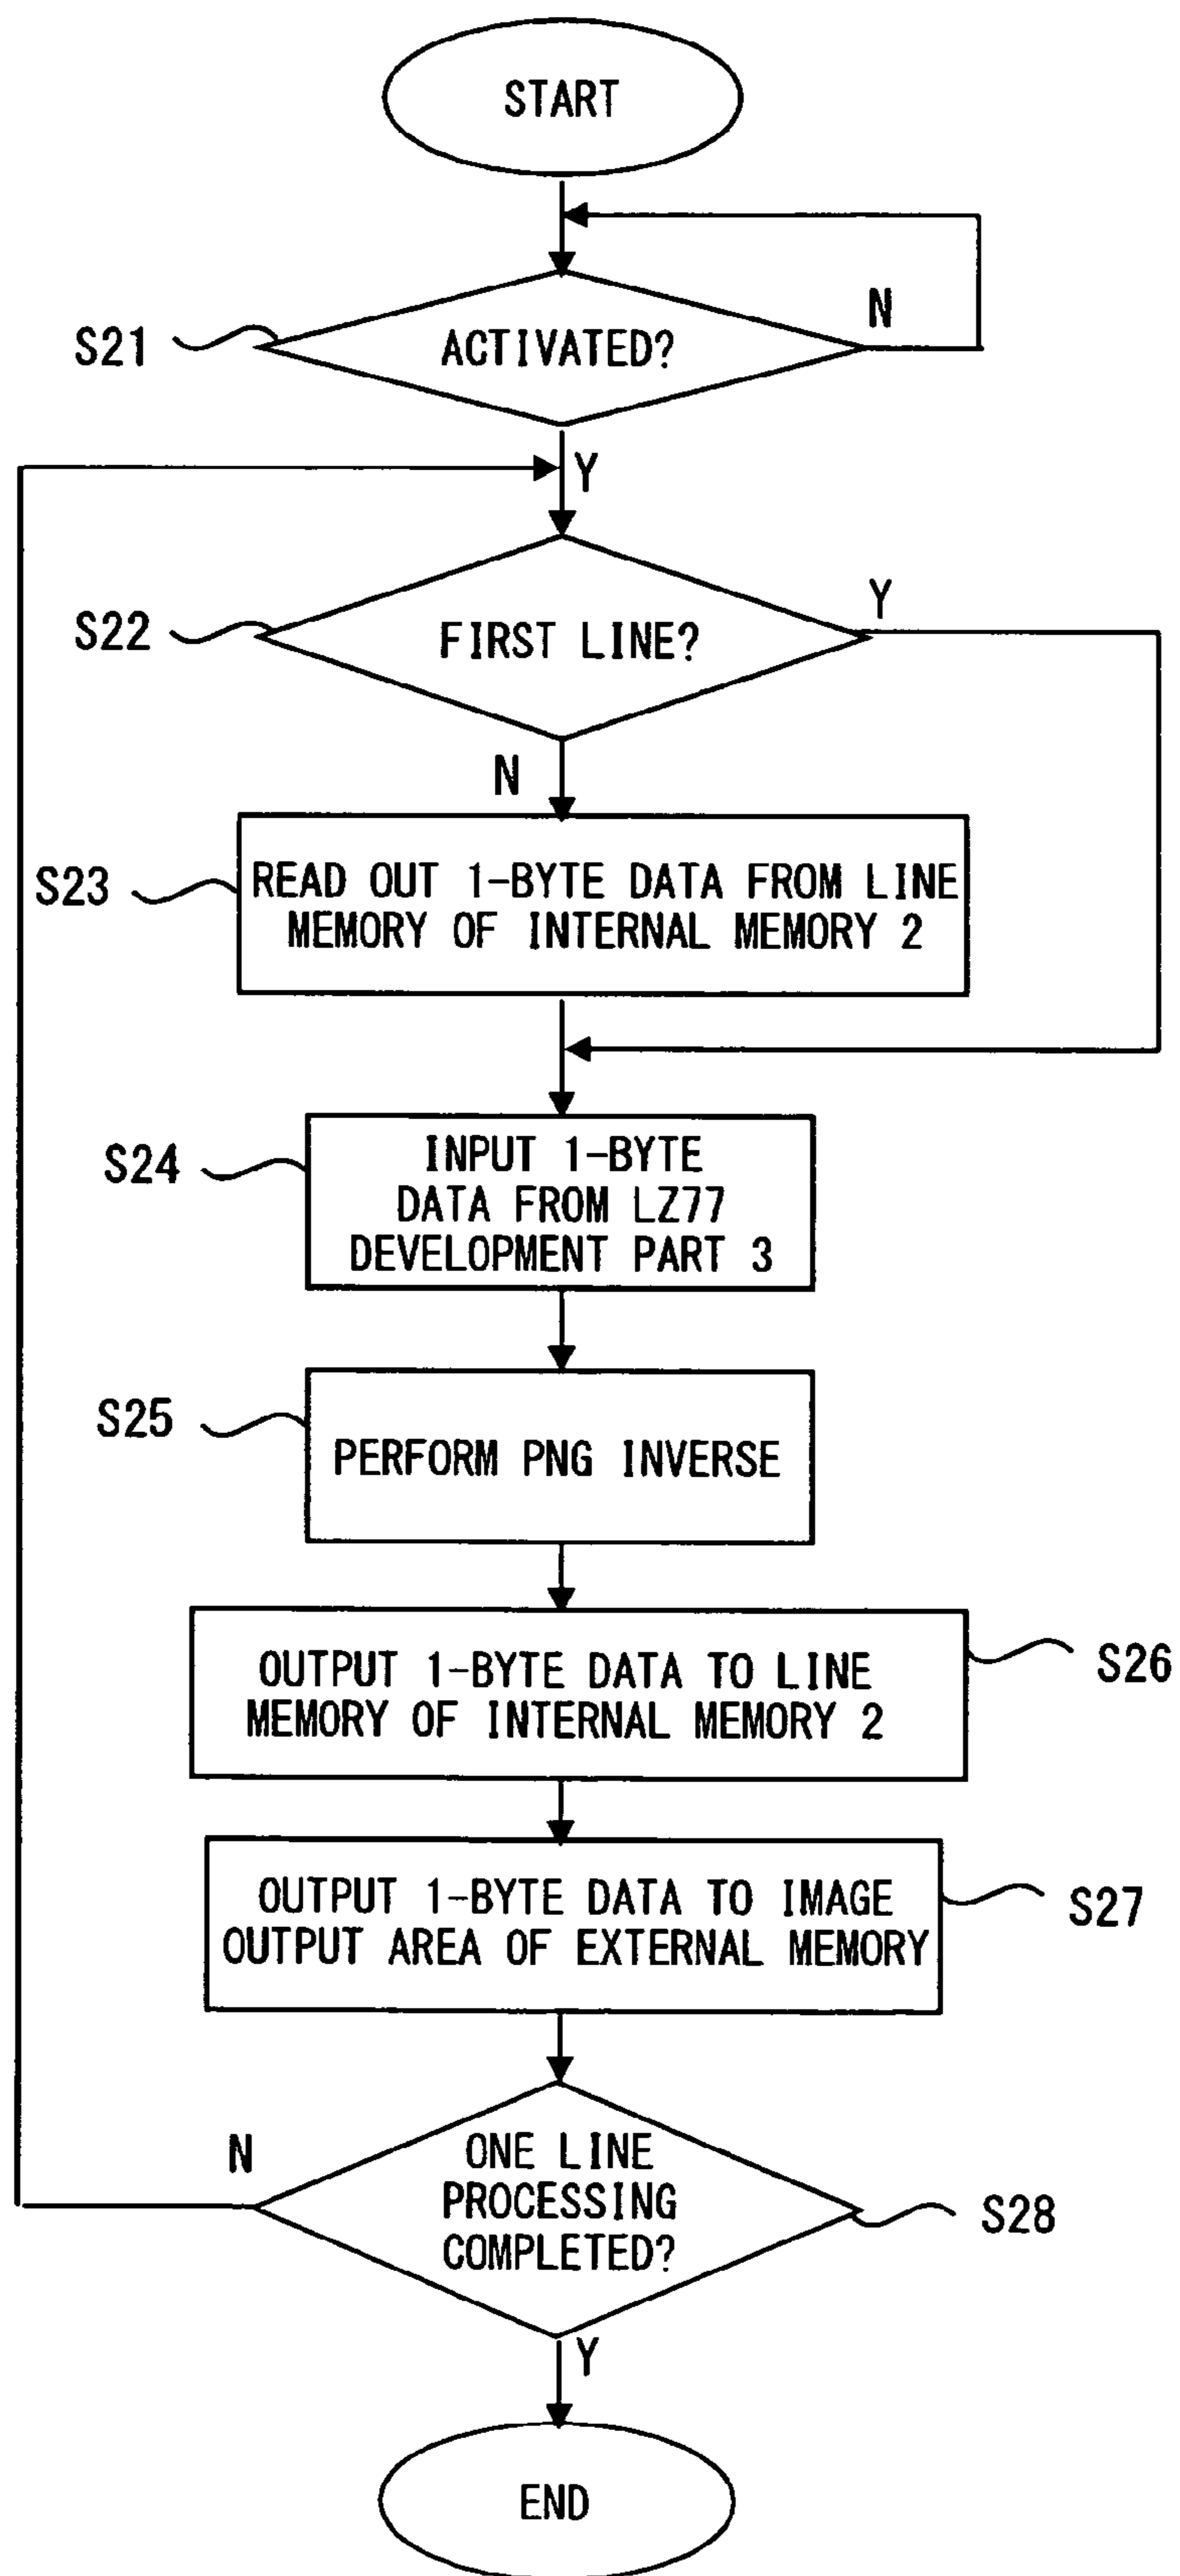 START
N
S21
ACTIVATED?
Y
Y
S22
FIRST LINE?
N
S23
READ OUT 1-BYTE DATA FROM LINE
MEMORY OF INTERNAL MEMORY 2
S24
INPUT 1-BYTE
DATA FROM LZ77
DEVELOPMENT PART 3
S25
PERFORM PNG INVERSE
OUTPUT 1-BYTE DATA TO LINE
MEMORY OF INTERNAL MEMORY 2
S26
OUTPUT 1-BYTE DATA TO IMAGE
OUTPUT AREA OF EXTERNAL MEMORY
S27
N
ONE LINE
PROCESSING
COMPLETED?
S28
Y
END